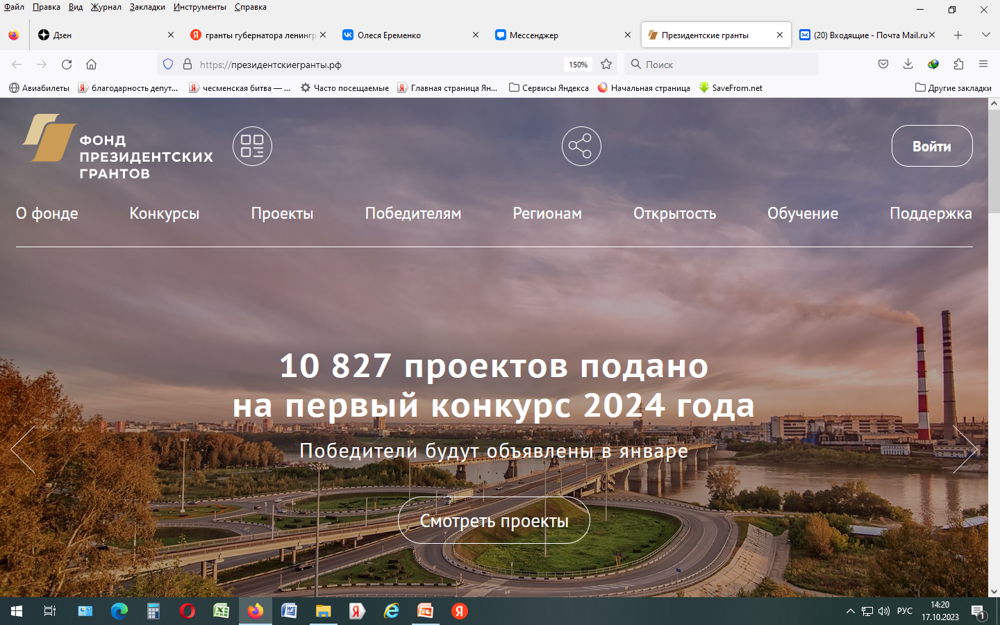 Файл Правка Вид Журнал Закладки Инструменты Справка
Дзен
гранты губернатора ленингр
Олеся Еременко
Мессенджер
Президентские гранты
(20) Входящие - Почта Mail.ru
https://президентскиегранты.рф
150%
Поиск
Авиабилеты
благодарность депут...
чесменская битва — ...
Часто посещаемые
Главная страница Ян...
Сервисы Яндекса
Начальная страница
SaveFrom.net
Другие закладки
ФОНД
ПРЕЗИДЕНТСКИХ
ГРАНТОВ
Войти
О фонде Конкурсы Проекты Победителям Регионам Открытость Обучение Поддержка
10 827 проектов подано
на первый конкурс 2024 года
Победители будут объявлены в январе
Смотреть проекты
РУС
14:20
17.10.2023
1